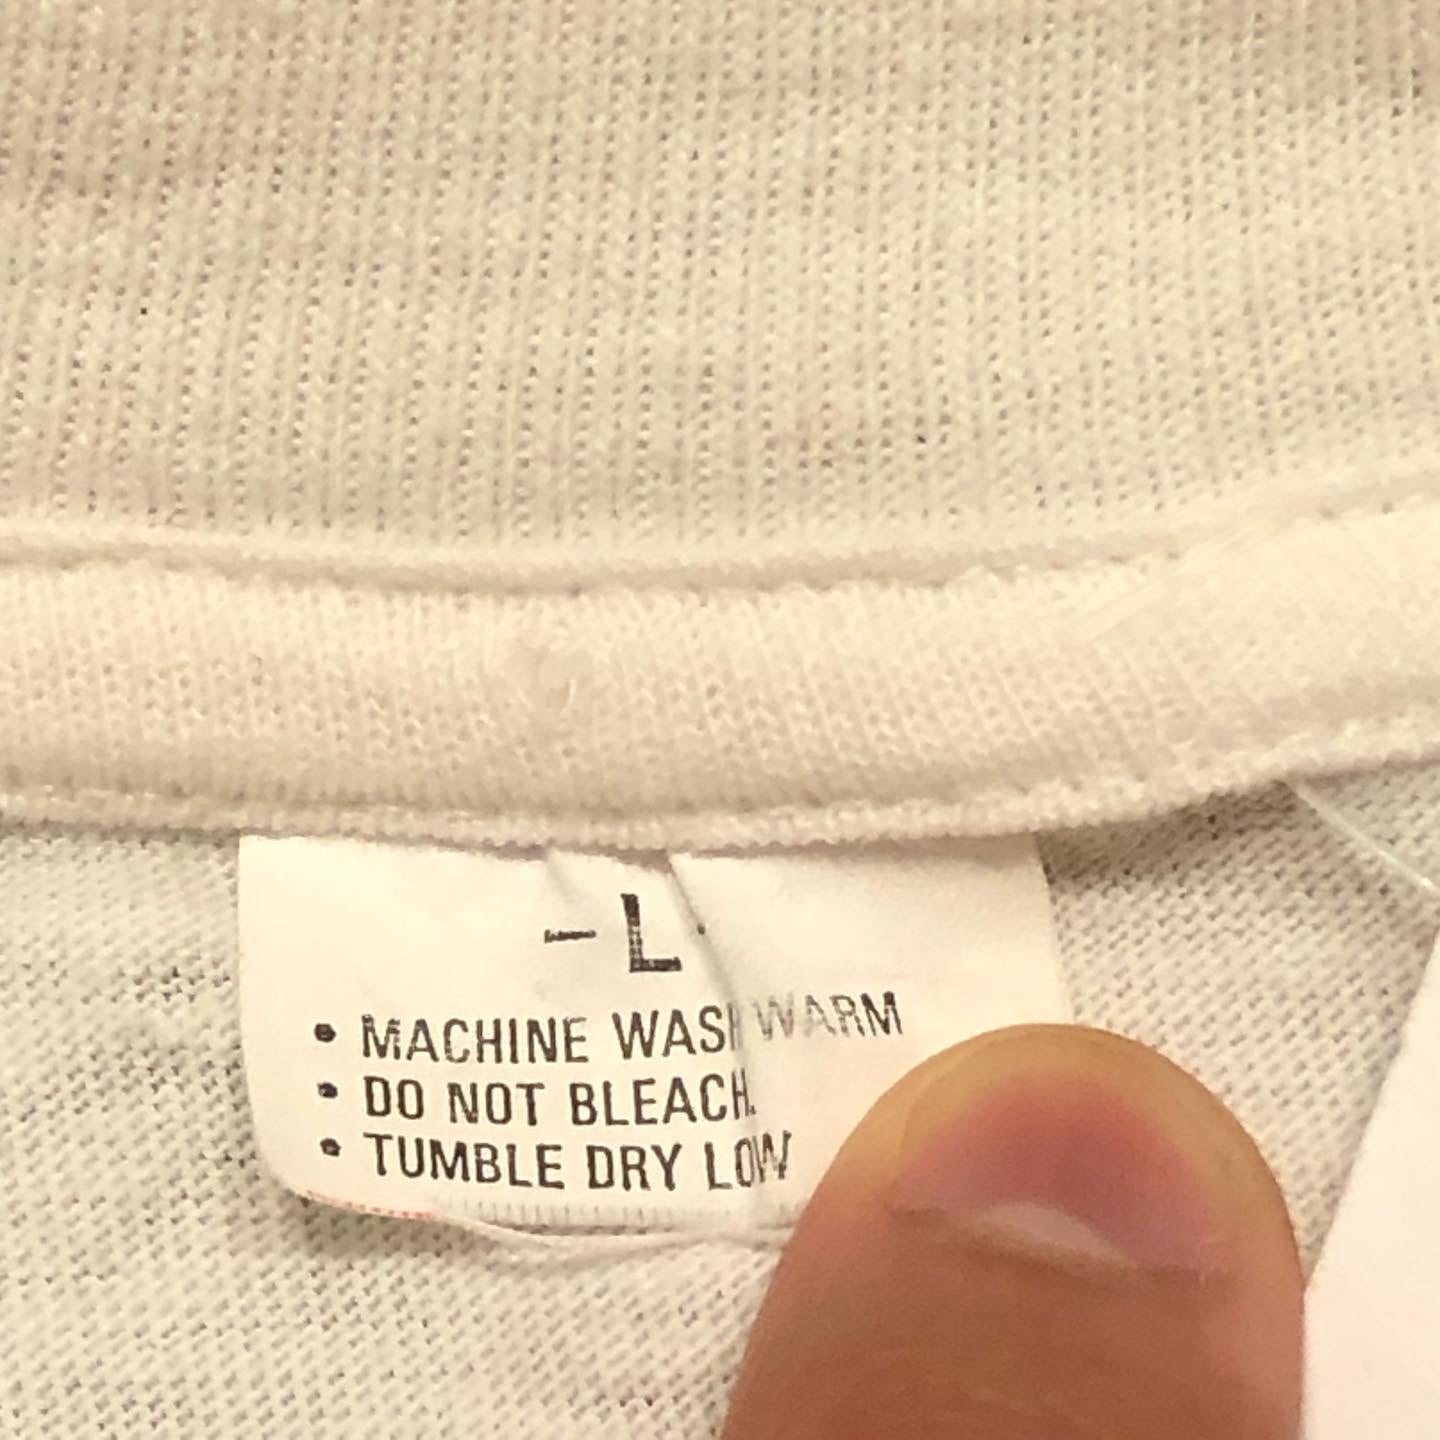 -L
• MACHINE WASH WARM
• DO NOT BLEACH.
• TUMBLE DRY LOW